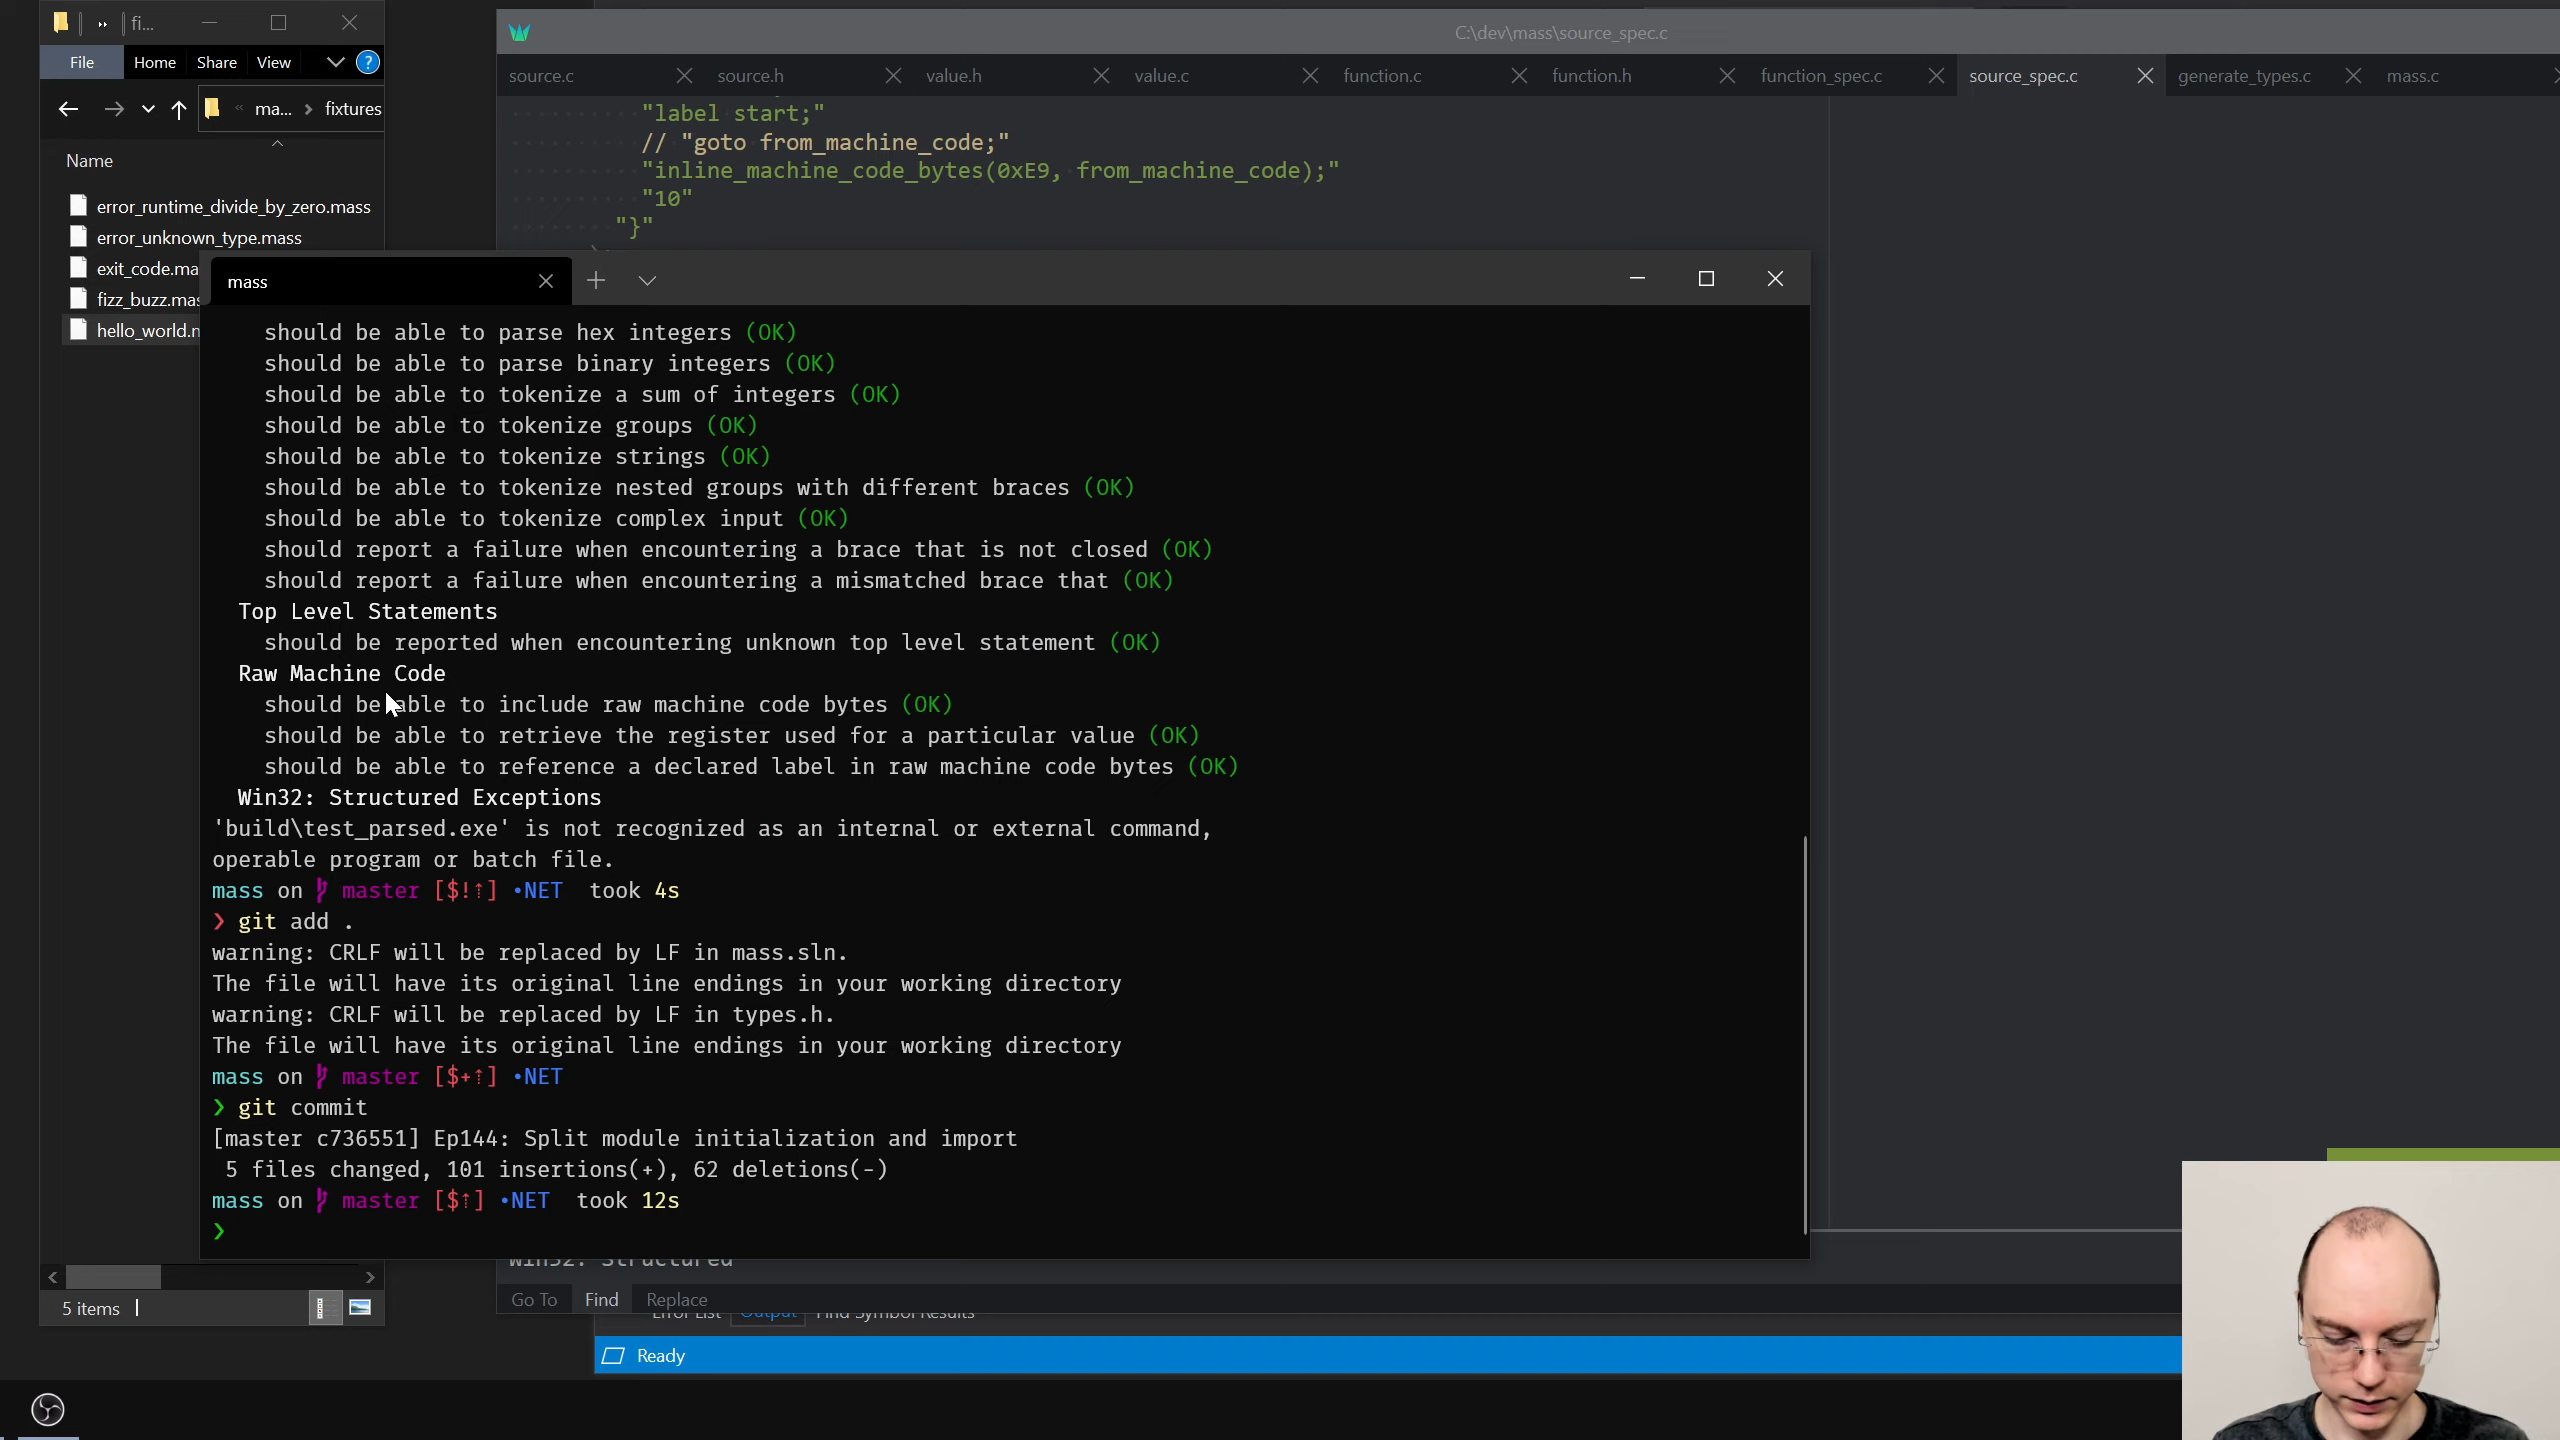 fi...
File Home Share View
ma... fixtures
Name
error_runtime_divide_by_zero.mass
error_unknown_type.mass
exit_code.ma
fizz_buzz.mas
hello_world.n
5 items
C:\dev\mass\source_spec.c
source.c source.h value.h value.c function.c function.h function_spec.c source_spec.c generate_types.c mass.c
"label start;"
// "goto from_machine_code;"
"inline_machine_code_bytes(0xE9, from_machine_code);"
"10"
"}"
mass
should be able to parse hex integers (OK)
should be able to parse binary integers (OK)
should be able to tokenize a sum of integers (OK)
should be able to tokenize groups (OK)
should be able to tokenize strings (OK)
should be able to tokenize nested groups with different braces (OK)
should be able to tokenize complex input (OK)
should report a failure when encountering a brace that is not closed (OK)
should report a failure when encountering a mismatched brace that (OK)
Top Level Statements
should be reported when encountering unknown top level statement (OK)
Raw Machine Code
should be able to include raw machine code bytes (OK)
should be able to retrieve the register used for a particular value (OK)
should be able to reference a declared label in raw machine code bytes (OK)
Win32: Structured Exceptions
'build\test_parsed.exe' is not recognized as an internal or external command,
operable program or batch file.
mass on master [$!⇡] •NET took 4s
❯ git add .
warning: CRLF will be replaced by LF in mass.sln.
The file will have its original line endings in your working directory
warning: CRLF will be replaced by LF in types.h.
The file will have its original line endings in your working directory
mass on master [$+⇡] •NET
❯ git commit
[master c736551] Ep144: Split module initialization and import
5 files changed, 101 insertions(+), 62 deletions(-)
mass on master [$⇡] •NET took 12s
❯
Win32: Structured
Go To Find Replace
Error List Output Find Symbol Results
Ready